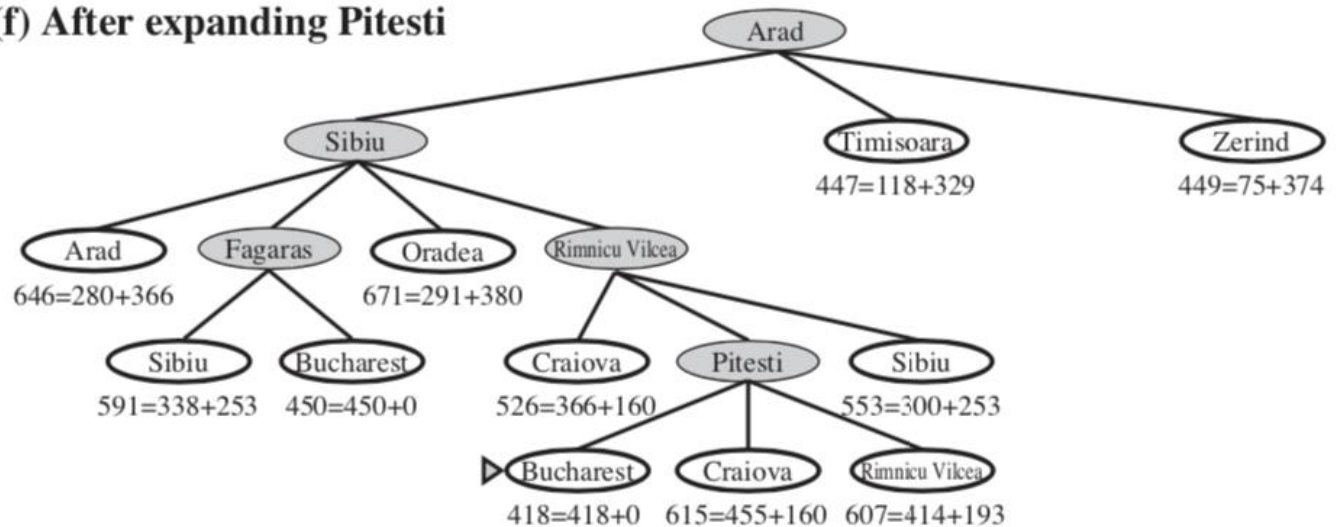 (f) After expanding Pitesti
Arad
Sibiu
Timisoara
Zerind
447=118+329
449=75+374
Arad
Fagaras
Oradea
Rimnicu Vilcea
646=280+366
671=291+380
Sibiu
Bucharest
Craiova
Pitesti
Sibiu
591=338+253
450=450+0
526=366+160
553=300+253
Bucharest
Craiova
Rimnicu Vilcea
418=418+0
615=455+160
607=414+193